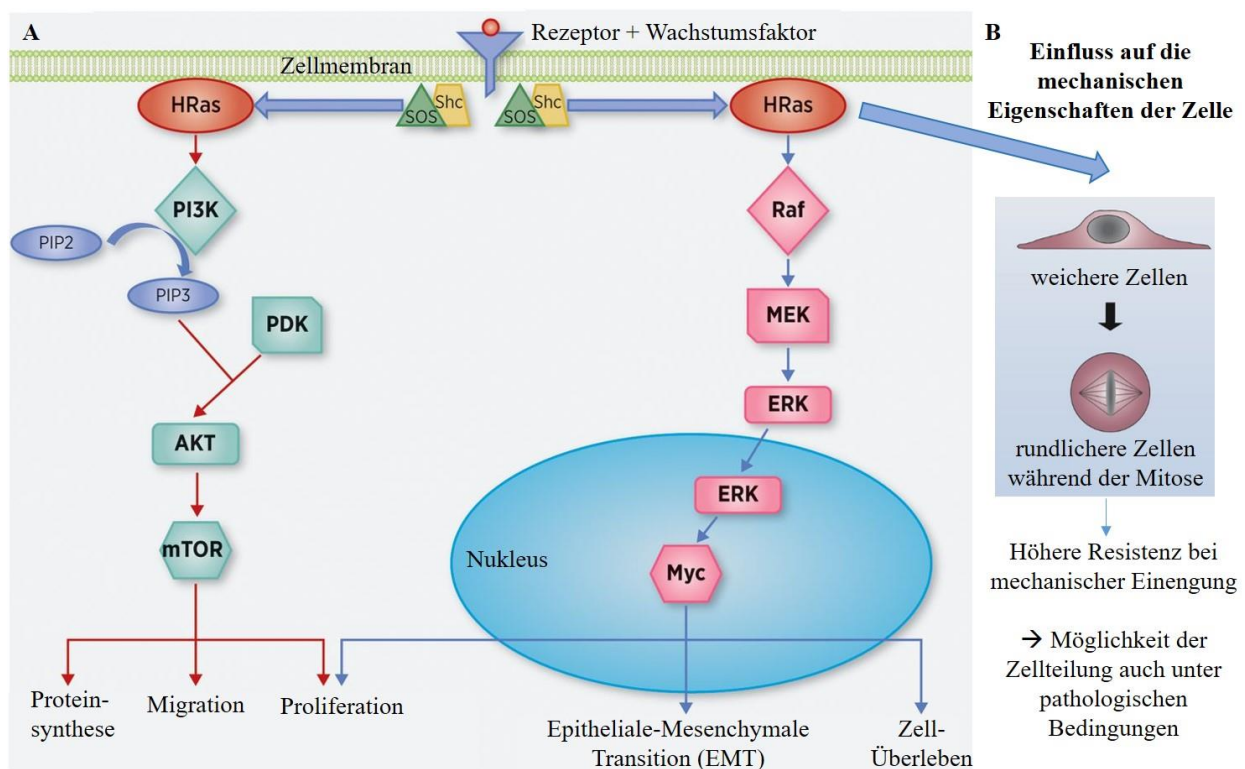 A
Rezeptor + Wachstumsfaktor
Zellmembran
HRas
SOS
Shc
SOS
Shc
HRas
PI3K
PIP2
PIP3
PDK
AKT
mTOR
Raf
MEK
ERK
ERK
Myc
Nukleus
Protein-
synthese
Migration
Proliferation
Epitheliale-Mesenchymale
Transition (EMT)
Zell-
Überleben
B
Einfluss auf die
mechanischen
Eigenschaften der Zelle
weichere Zellen
rundlichere Zellen
während der Mitose
Höhere Resistenz bei
mechanischer Einengung
→ Möglichkeit der
Zellteilung auch unter
pathologischen
Bedingungen